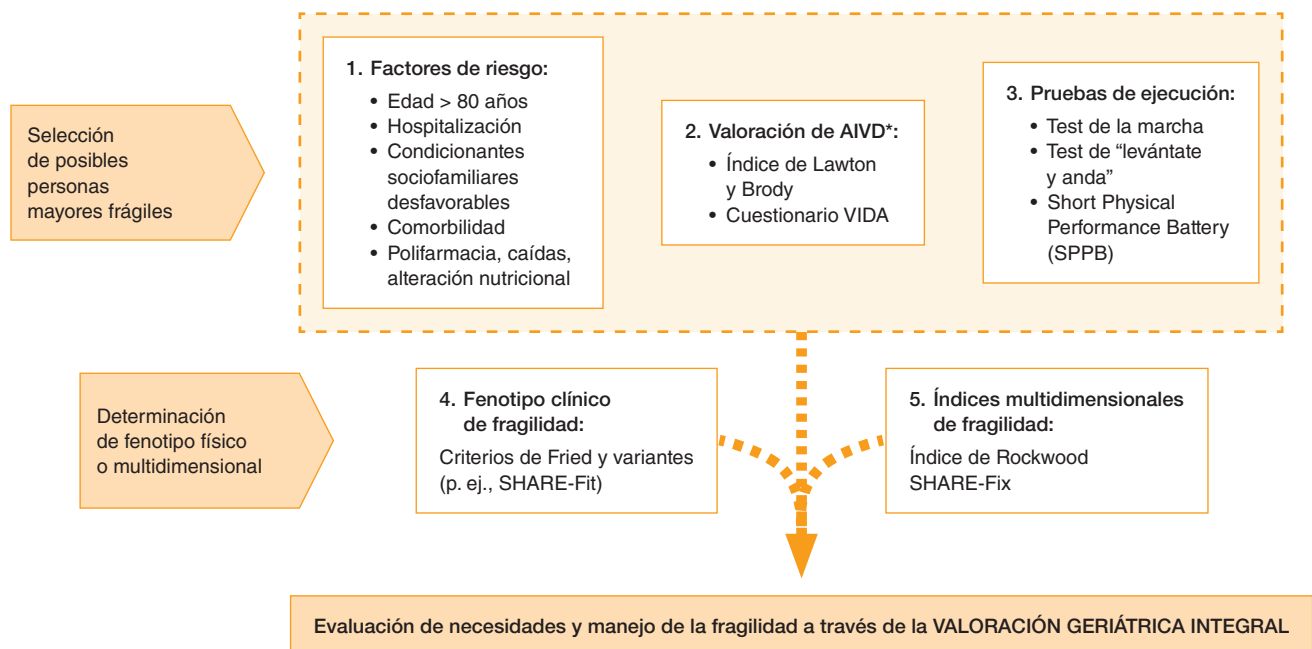 Selección
de posibles
personas
mayores frágiles
1. Factores de riesgo:
• Edad > 80 años
• Hospitalización
• Condicionantes
sociofamiliares
desfavorables
• Comorbilidad
• Polifarmacia, caídas,
alteración nutricional
2. Valoración de AIVD*:
• Índice de Lawton
y Brody
• Cuestionario VIDA
3. Pruebas de ejecución:
• Test de la marcha
• Test de “levántate
y anda”
• Short Physical
Performance Battery
(SPPB)
Determinación
de fenotipo físico
o multidimensional
4. Fenotipo clínico
de fragilidad:
Criterios de Fried y variantes
(p. ej., SHARE-Fit)
5. Índices multidimensionales
de fragilidad:
Índice de Rockwood
SHARE-Fix
Evaluación de necesidades y manejo de la fragilidad a través de la VALORACIÓN GERIÁTRICA INTEGRAL